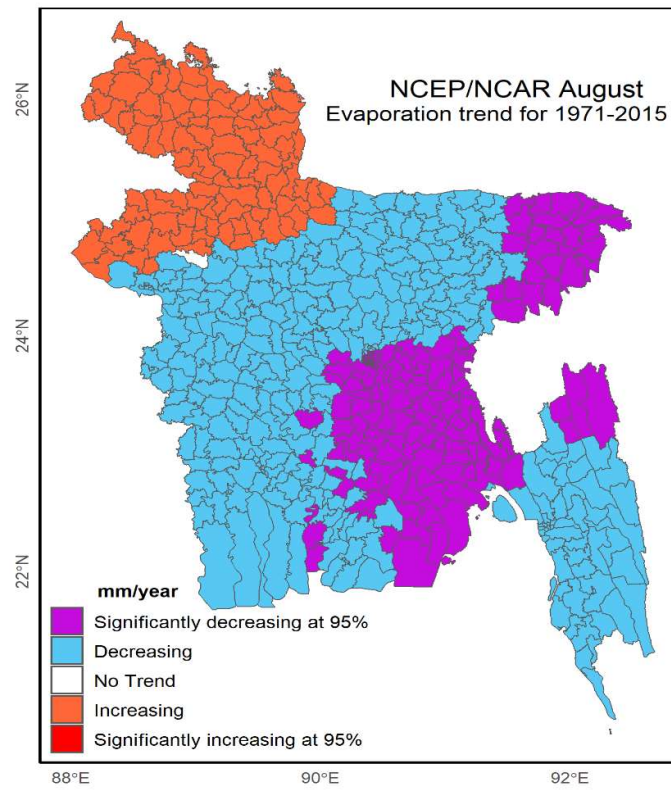 NCEP/NCAR August
Evaporation trend for 1971-2015
26°N
24°N
22°N
mm/year
Significantly decreasing at 95%
Decreasing
No Trend
Increasing
Significantly increasing at 95%
88°E 90°E 92°E